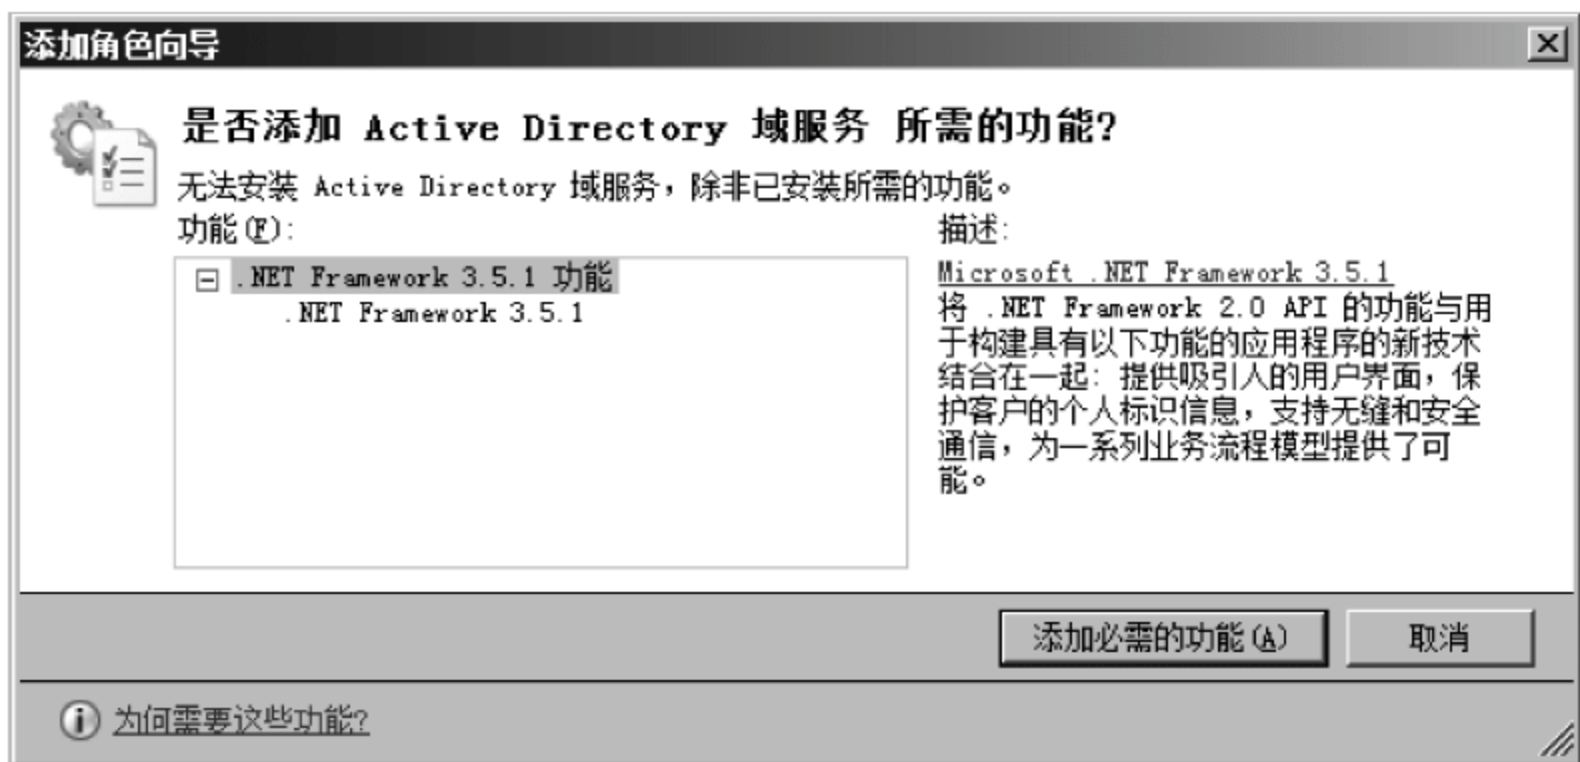 添加角色向导
是否添加 Active Directory 域服务 所需的功能?
无法安装 Active Directory 域服务，除非已安装所需的功能。
功能(F):
.NET Framework 3.5.1 功能
.NET Framework 3.5.1
描述:
Microsoft .NET Framework 3.5.1
将 .NET Framework 2.0 API 的功能与用
于构建具有以下功能的应用程序的新技术
结合在一起: 提供吸引人的用户界面，保
护客户的个人标识信息，支持无缝和安全
通信，为一系列业务流程模型提供了可
能。
添加必需的功能(A)
取消
为何需要这些功能?